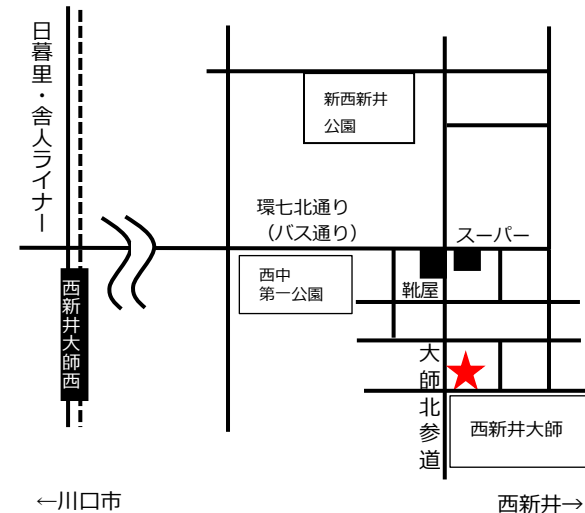 日暮里・舎人ライナー
新西新井
公園
環七北通り
（バス通り）
スーパー
西中
第一公園
靴屋
西新井大師西
大師北参道
西新井大師
←川口市
西新井→